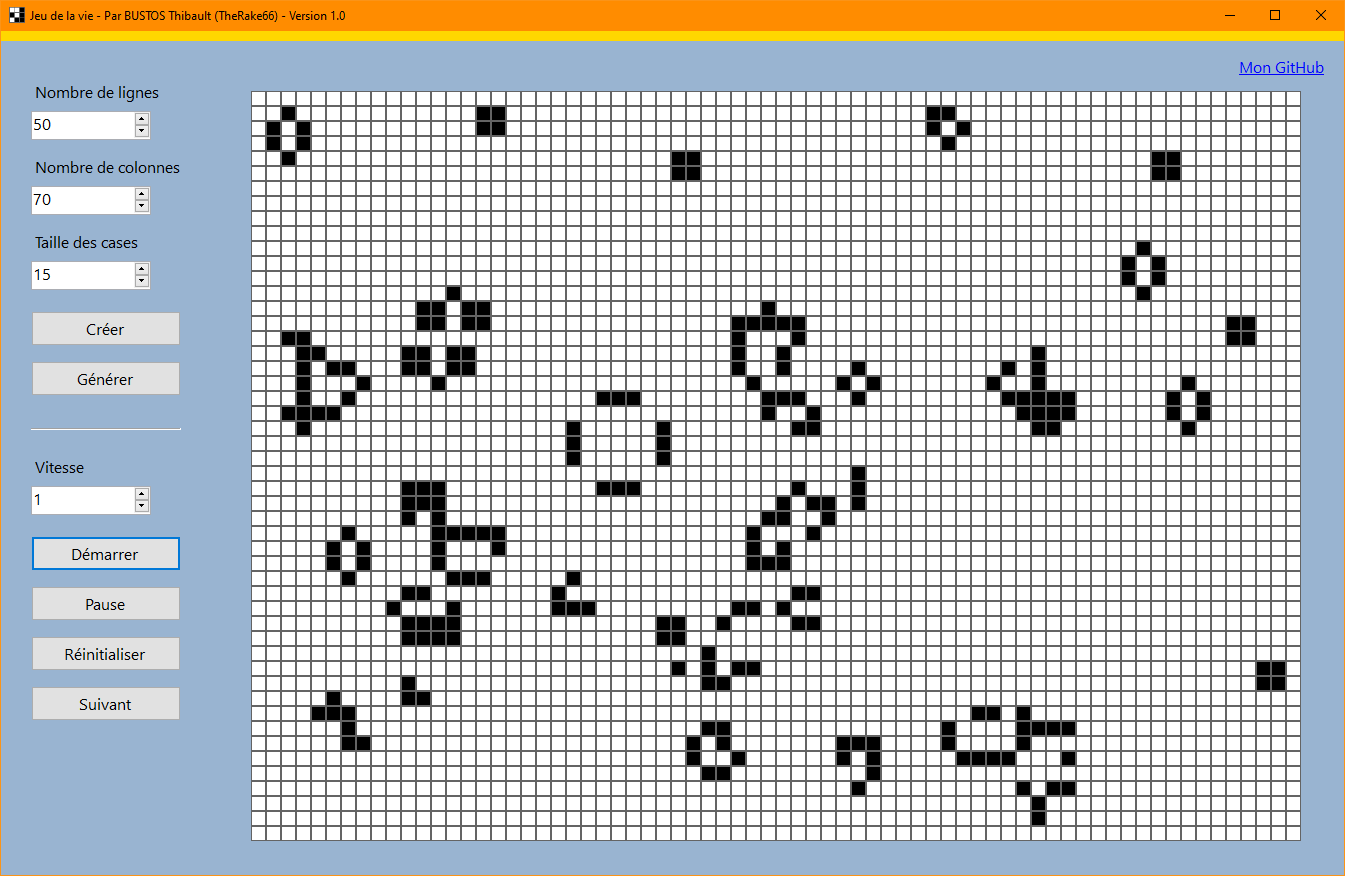 Jeu de la vie - Par BUSTOS Thibault (TheRake66) - Version 1.0
Mon GitHub
Nombre de lignes
50
Nombre de colonnes
70
Taille des cases
15
Créer
Générer
Vitesse
1
Démarrer
Pause
Réinitialiser
Suivant